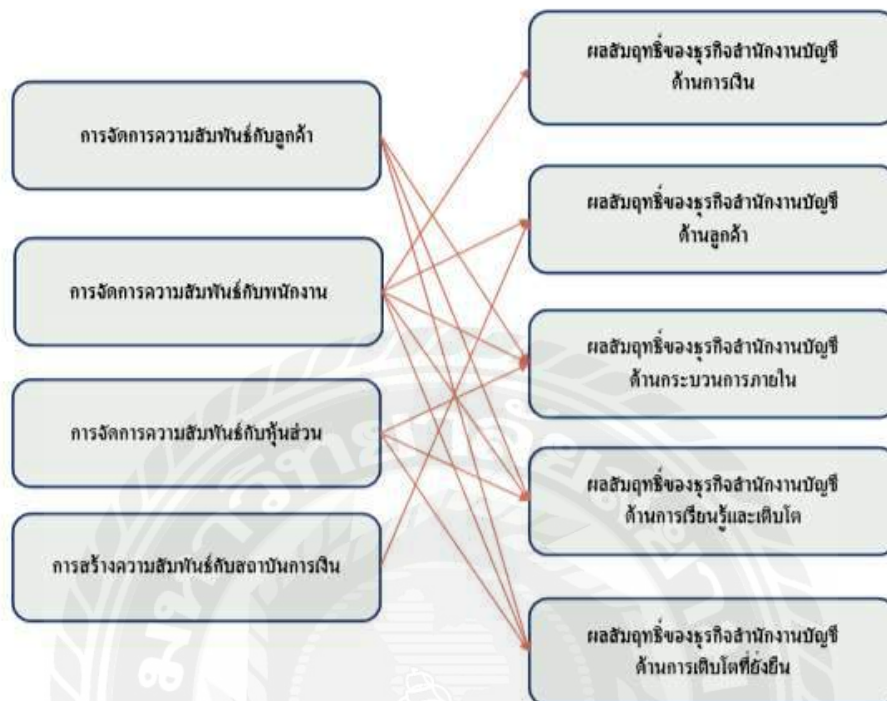 การจัดการความสัมพันธ์กับลูกค้า
การจัดการความสัมพันธ์กับพนักงาน
การจัดการความสัมพันธ์กับหุ้นส่วน
การสร้างความสัมพันธ์กับสถาบันการเงิน
ผลสัมฤทธิ์ของธุรกิจสำนักงานบัญชี
ด้านการเงิน
ผลสัมฤทธิ์ของธุรกิจสำนักงานบัญชี
ด้านลูกค้า
ผลสัมฤทธิ์ของธุรกิจสำนักงานบัญชี
ด้านกระบวนการภายใน
ผลสัมฤทธิ์ของธุรกิจสำนักงานบัญชี
ด้านการเรียนรู้และเติบโต
ผลสัมฤทธิ์ของธุรกิจสำนักงานบัญชี
ด้านการเติบโตที่ยั่งยืน